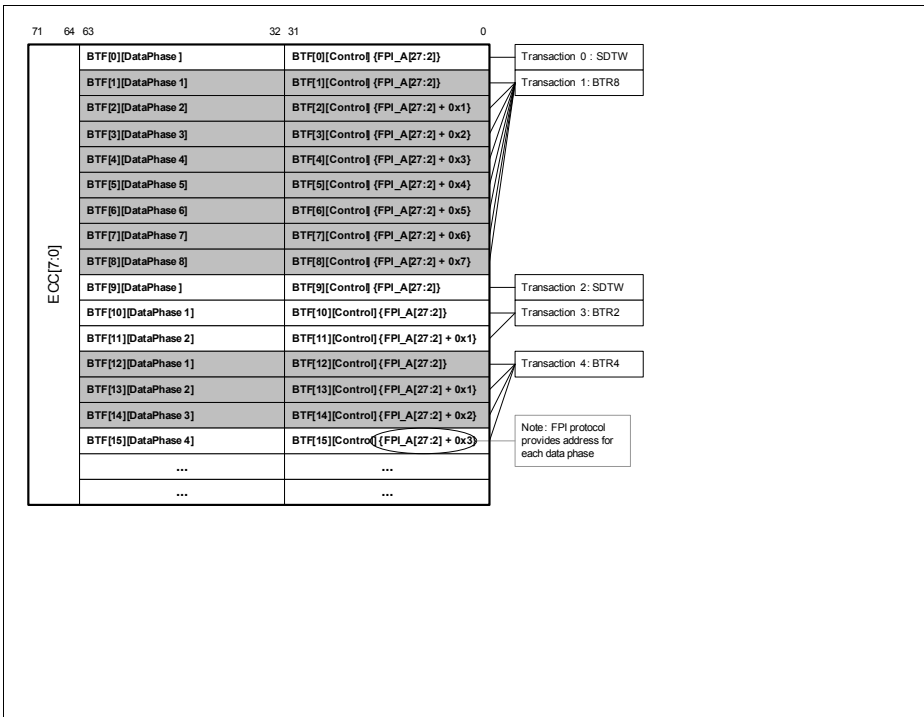 71 64 63 32 31 0
BTF[0][DataPhase ] BTF[0][Control] {FPI_A[27:2]} Transaction 0 : SDTW
BTF[1][DataPhase 1] BTF[1][Control] {FPI_A[27:2]} Transaction 1: BTR8
BTF[2][DataPhase 2] BTF[2][Control] {FPI_A[27:2] + 0x1}
BTF[3][DataPhase 3] BTF[3][Control] {FPI_A[27:2] + 0x2}
BTF[4][DataPhase 4] BTF[4][Control] {FPI_A[27:2] + 0x3}
BTF[5][DataPhase 5] BTF[5][Control] {FPI_A[27:2] + 0x4}
BTF[6][DataPhase 6] BTF[6][Control] {FPI_A[27:2] + 0x5}
BTF[7][DataPhase 7] BTF[7][Control] {FPI_A[27:2] + 0x6}
BTF[8][DataPhase 8] BTF[8][Control] {FPI_A[27:2] + 0x7}
ECC[7:0]
BTF[9][DataPhase ] BTF[9][Control] {FPI_A[27:2]} Transaction 2: SDTW
BTF[10][DataPhase 1] BTF[10][Control] {FPI_A[27:2]} Transaction 3: BTR2
BTF[11][DataPhase 2] BTF[11][Control] {FPI_A[27:2] + 0x1}
BTF[12][DataPhase 1] BTF[12][Control] {FPI_A[27:2]} Transaction 4: BTR4
BTF[13][DataPhase 2] BTF[13][Control] {FPI_A[27:2] + 0x1}
BTF[14][DataPhase 3] BTF[14][Control] {FPI_A[27:2] + 0x2}
BTF[15][DataPhase 4] BTF[15][Control] {FPI_A[27:2] + 0x3}
Note: FPI protocol
provides address for
each data phase
... ...
... ...